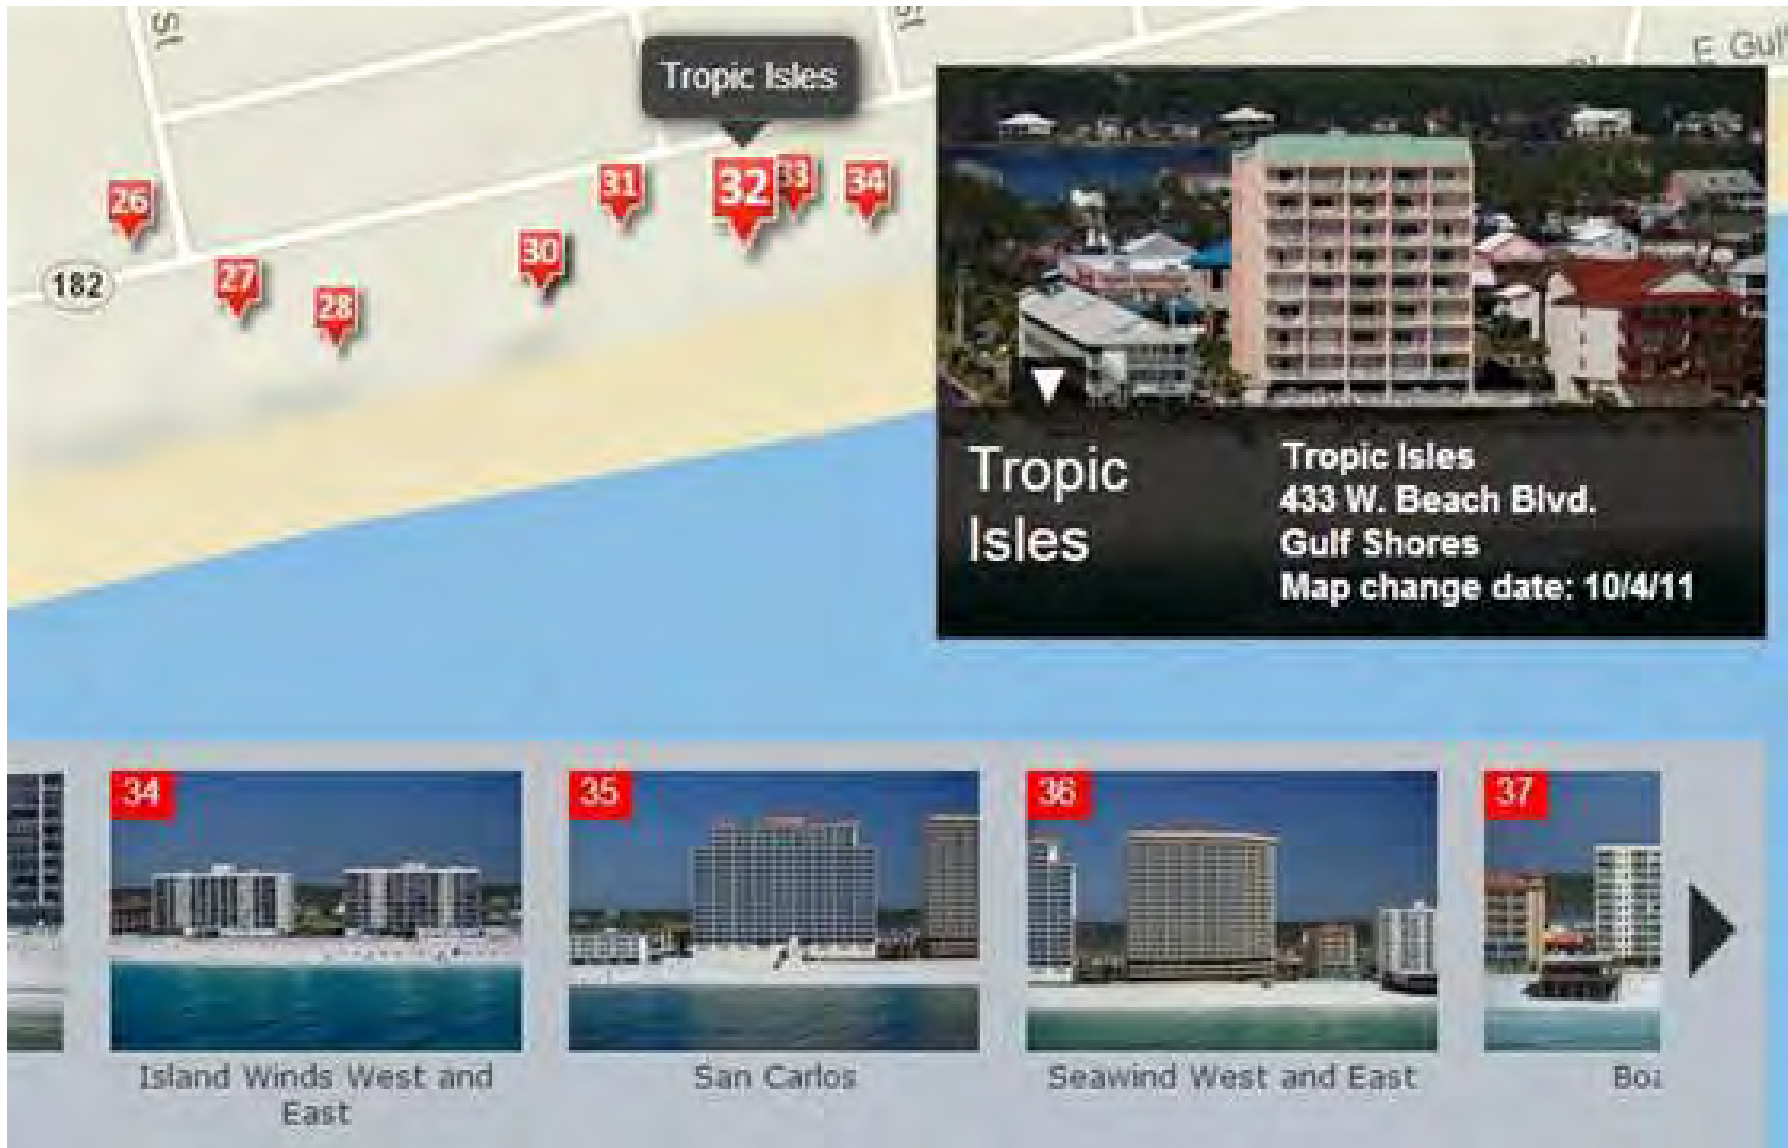 St
St
E Gul
Tropic Isles
26
27
28
30
31
32
33
34
182
Tropic
Isles
Tropic Isles
433 W. Beach Blvd.
Gulf Shores
Map change date: 10/4/11
34
35
36
37
Island Winds West and
East
San Carlos
Seawind West and East
Boa